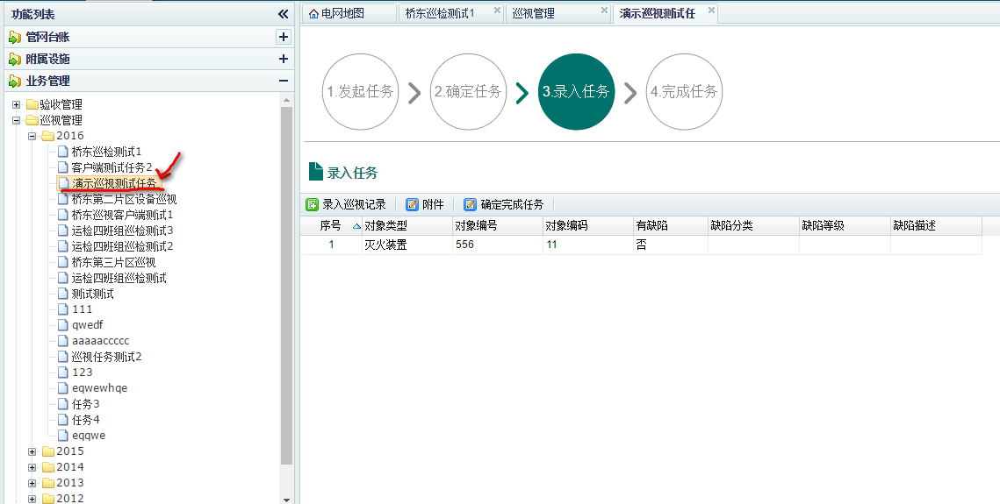 功能列表
管网台账
附属设施
业务管理
验收管理
巡视管理
2016
桥东巡检测试1
客户端测试任务2
演示巡视测试任务
桥东第二片区设备巡视
桥东巡视客户端测试1
运检四班组巡检测试3
运检四班组巡检测试2
桥东第三片区巡视
运检四班组巡检测试
测试测试
111
qwedf
aaaaaccccc
巡视任务测试2
123
eqwewhqe
任务3
任务4
eqqwe
2015
2014
2013
2012
电网地图 桥东巡检测试1 巡视管理 演示巡视测试任
1.发起任务 2.确定任务 3.录入任务 4.完成任务
录入任务
录入巡视记录 附件 确定完成任务
序号 对象类型 对象编号 对象编码 有缺陷 缺陷分类 缺陷等级 缺陷描述
1 灭火装置 556 11 否